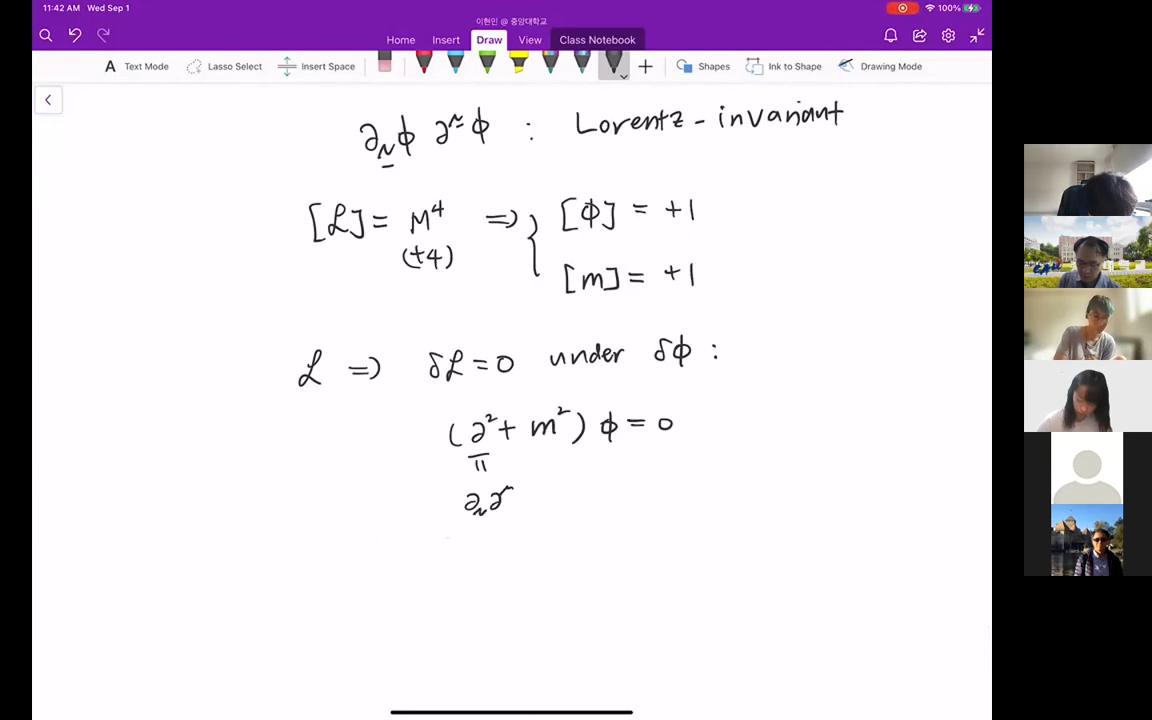 11:42 AM Wed Sep 1
100%
이현민 @ 중앙대학교
Home Insert Draw View Class Notebook
Text Mode Lasso Select Insert Space Shapes Ink to Shape Drawing Mode
∂_μ ϕ ∂^μ ϕ : Lorentz - invariant
[ℒ] = M⁴ ⇒ { [ϕ] = +1
(+4)
[m] = +1
ℒ ⇒ δℒ = 0 under δϕ :
(∂² + m²) ϕ = 0
||
∂_μ ∂^μ